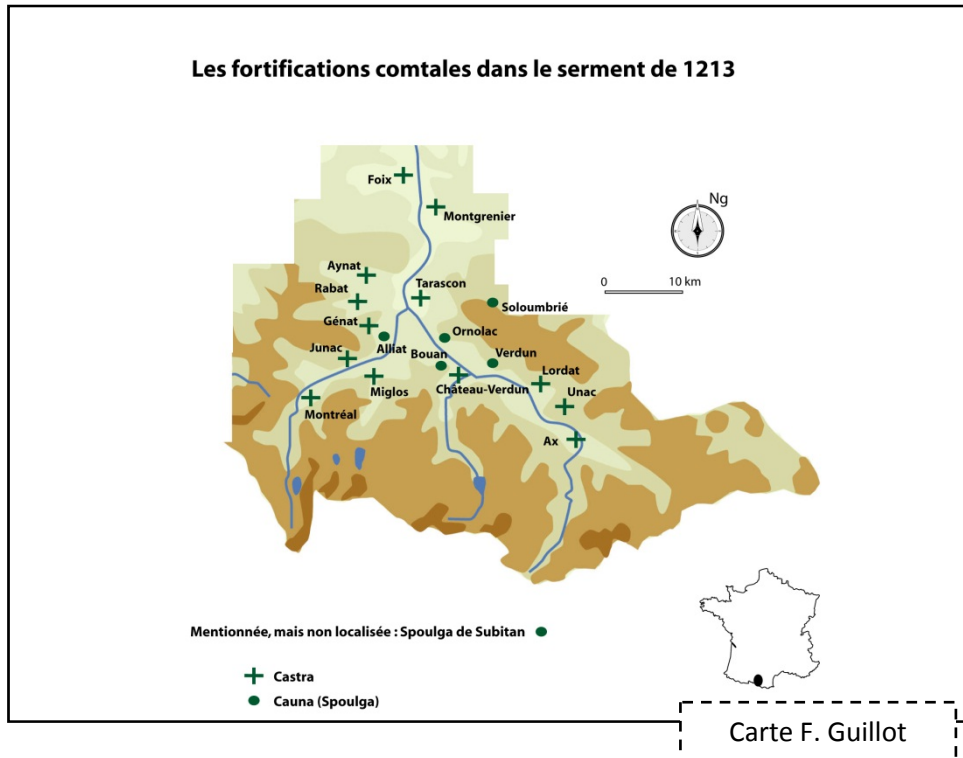 Les fortifications comtales dans le serment de 1213
Foix
Ng
Montgrenier
Aynat
Tarascon
0 10 km
Rabat
Soloumbrié
Génat
Ornolac
Alliat
Junac
Bouan
Verdun
Lordat
Miglos
Château-Verdun
Unac
Montréal
Ax
Mentionnée, mais non localisée : Spoulga de Subitan
Castra
Cauna (Spoulga)
Carte F. Guillot